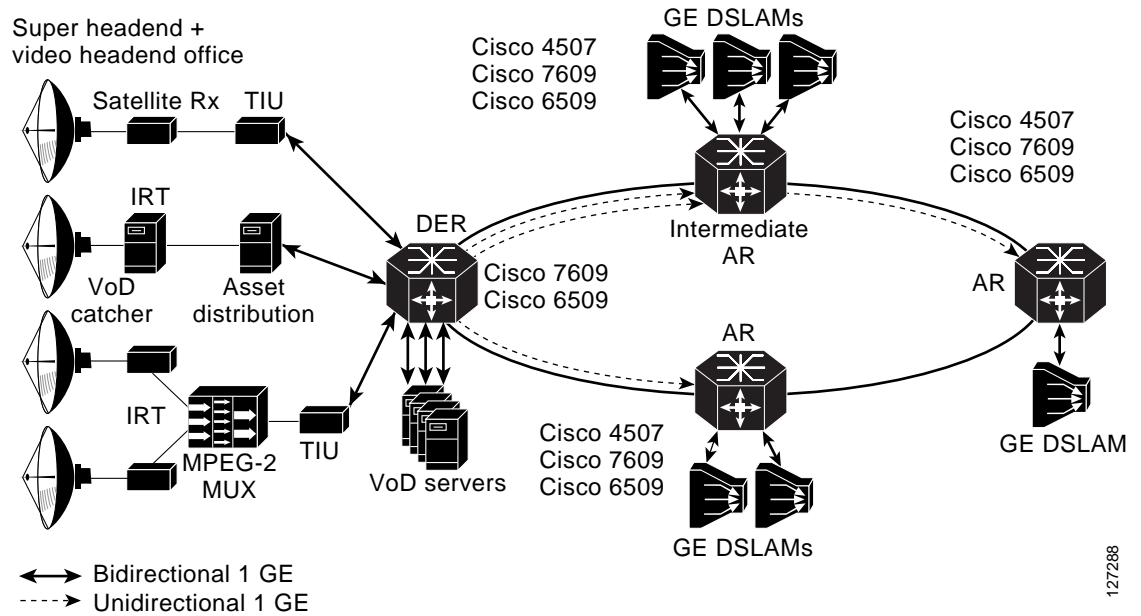 Super headend +
video headend office
Satellite Rx
TIU
IRT
VoD
catcher
Asset
distribution
IRT
MPEG-2
MUX
TIU
DER
Cisco 7609
Cisco 6509
VoD servers
GE DSLAMs
Cisco 4507
Cisco 7609
Cisco 6509
Intermediate
AR
Cisco 4507
Cisco 7609
Cisco 6509
AR
GE DSLAM
AR
Cisco 4507
Cisco 7609
Cisco 6509
GE DSLAMs
Bidirectional 1 GE
Unidirectional 1 GE
127288